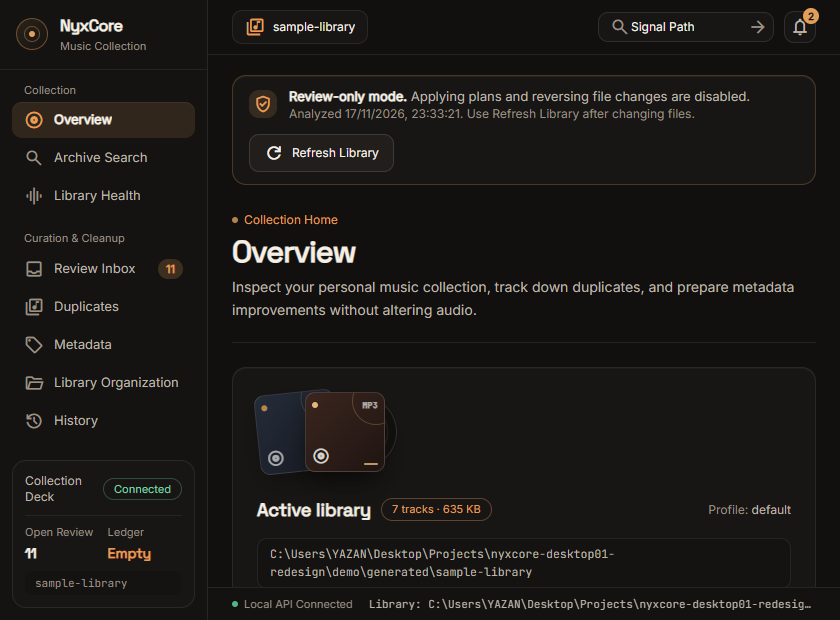 NyxCore
Music Collection
Collection
Overview
Archive Search
Library Health
Curation & Cleanup
Review Inbox 11
Duplicates
Metadata
Library Organization
History
Collection Deck
Connected
Open Review
11
Ledger
Empty
sample-library
sample-library
Signal Path
2
Review-only mode. Applying plans and reversing file changes are disabled.
Analyzed 17/11/2026, 23:33:21. Use Refresh Library after changing files.
Refresh Library
Collection Home
Overview
Inspect your personal music collection, track down duplicates, and prepare metadata
improvements without altering audio.
MP3
Active library
7 tracks · 635 KB
Profile: default
C:\Users\YAZAN\Desktop\Projects\nyxcore-desktop01-
redesign\demo\generated\sample-library
Local API Connected
Library: C:\Users\YAZAN\Desktop\Projects\nyxcore-desktop01-redesig…